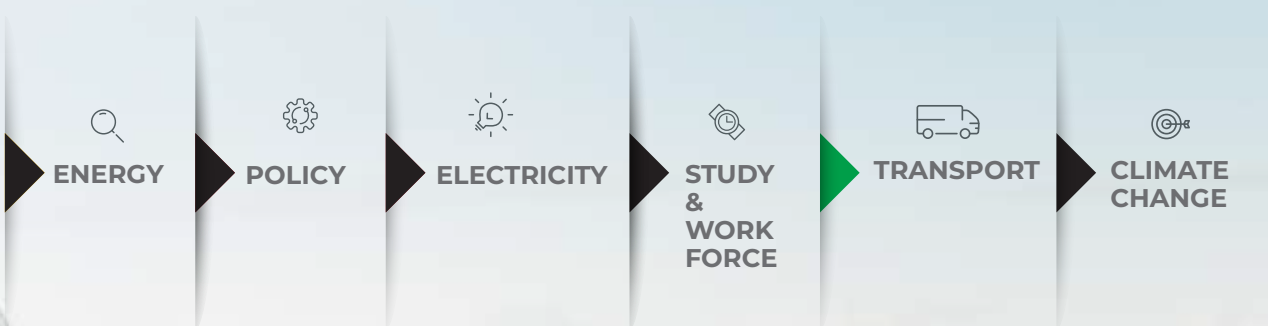 ENERGY
POLICY
ELECTRICITY
STUDY
&
WORK
FORCE
TRANSPORT
CLIMATE
CHANGE